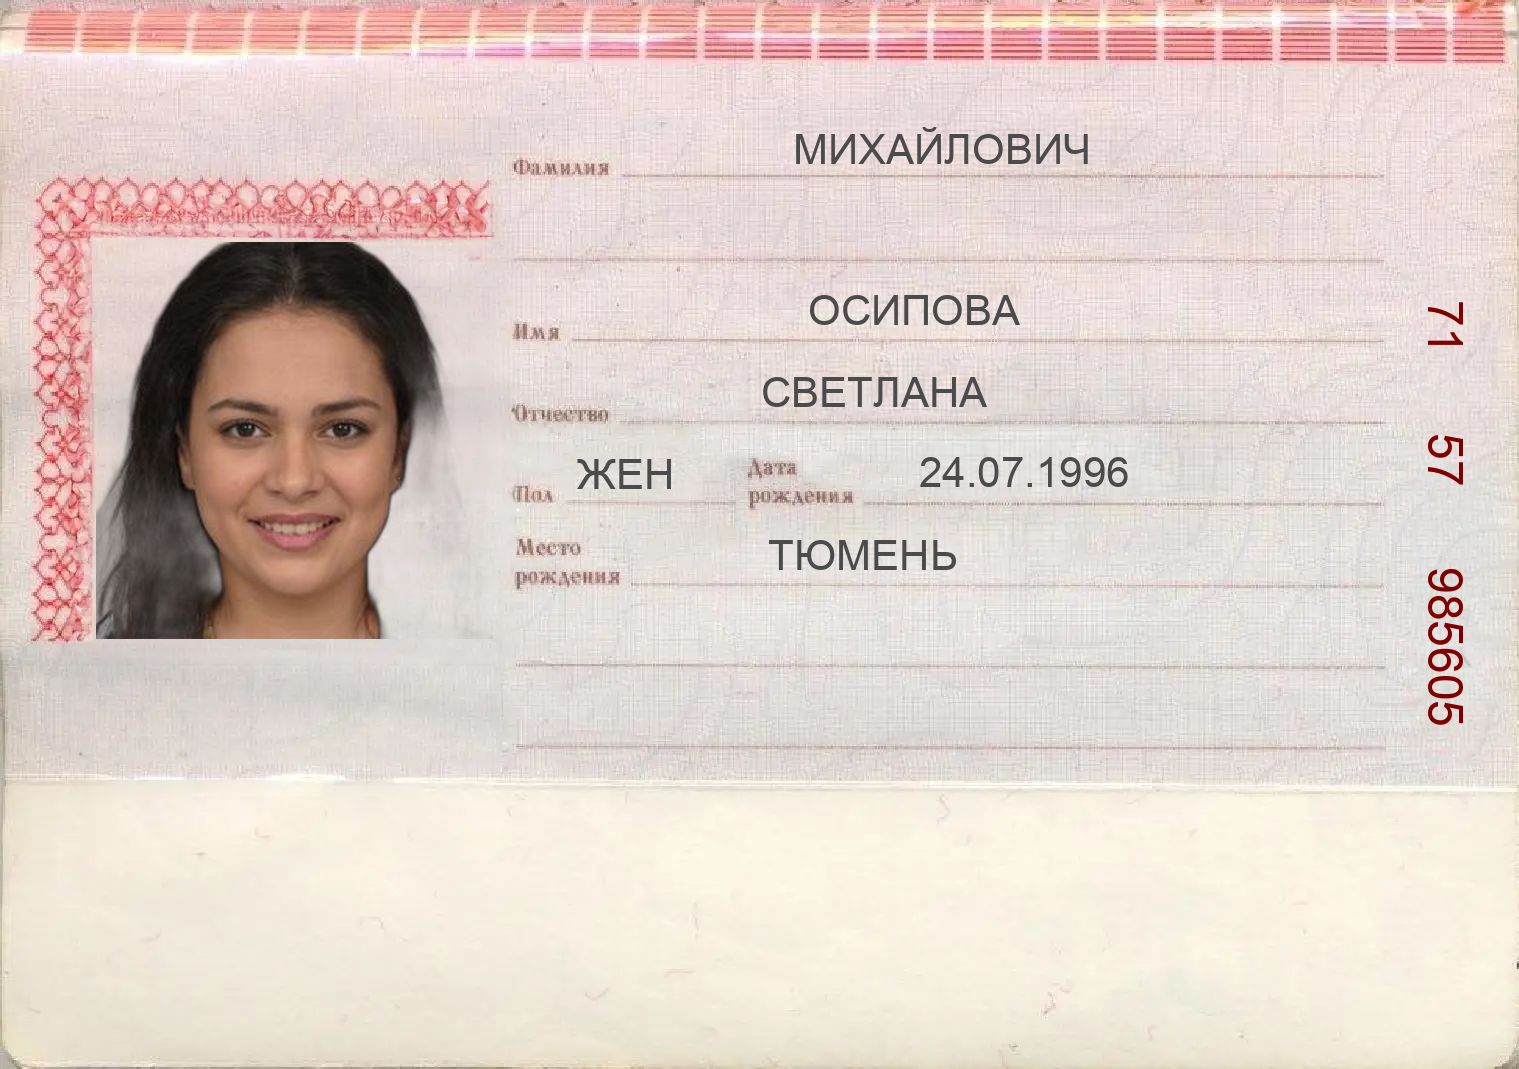 Фамилия МИХАЙЛОВИЧ
Имя ОСИПОВА
Отчество СВЕТЛАНА
Пол ЖЕН Дата рождения 24.07.1996
Место рождения ТЮМЕНЬ
71 57 985605